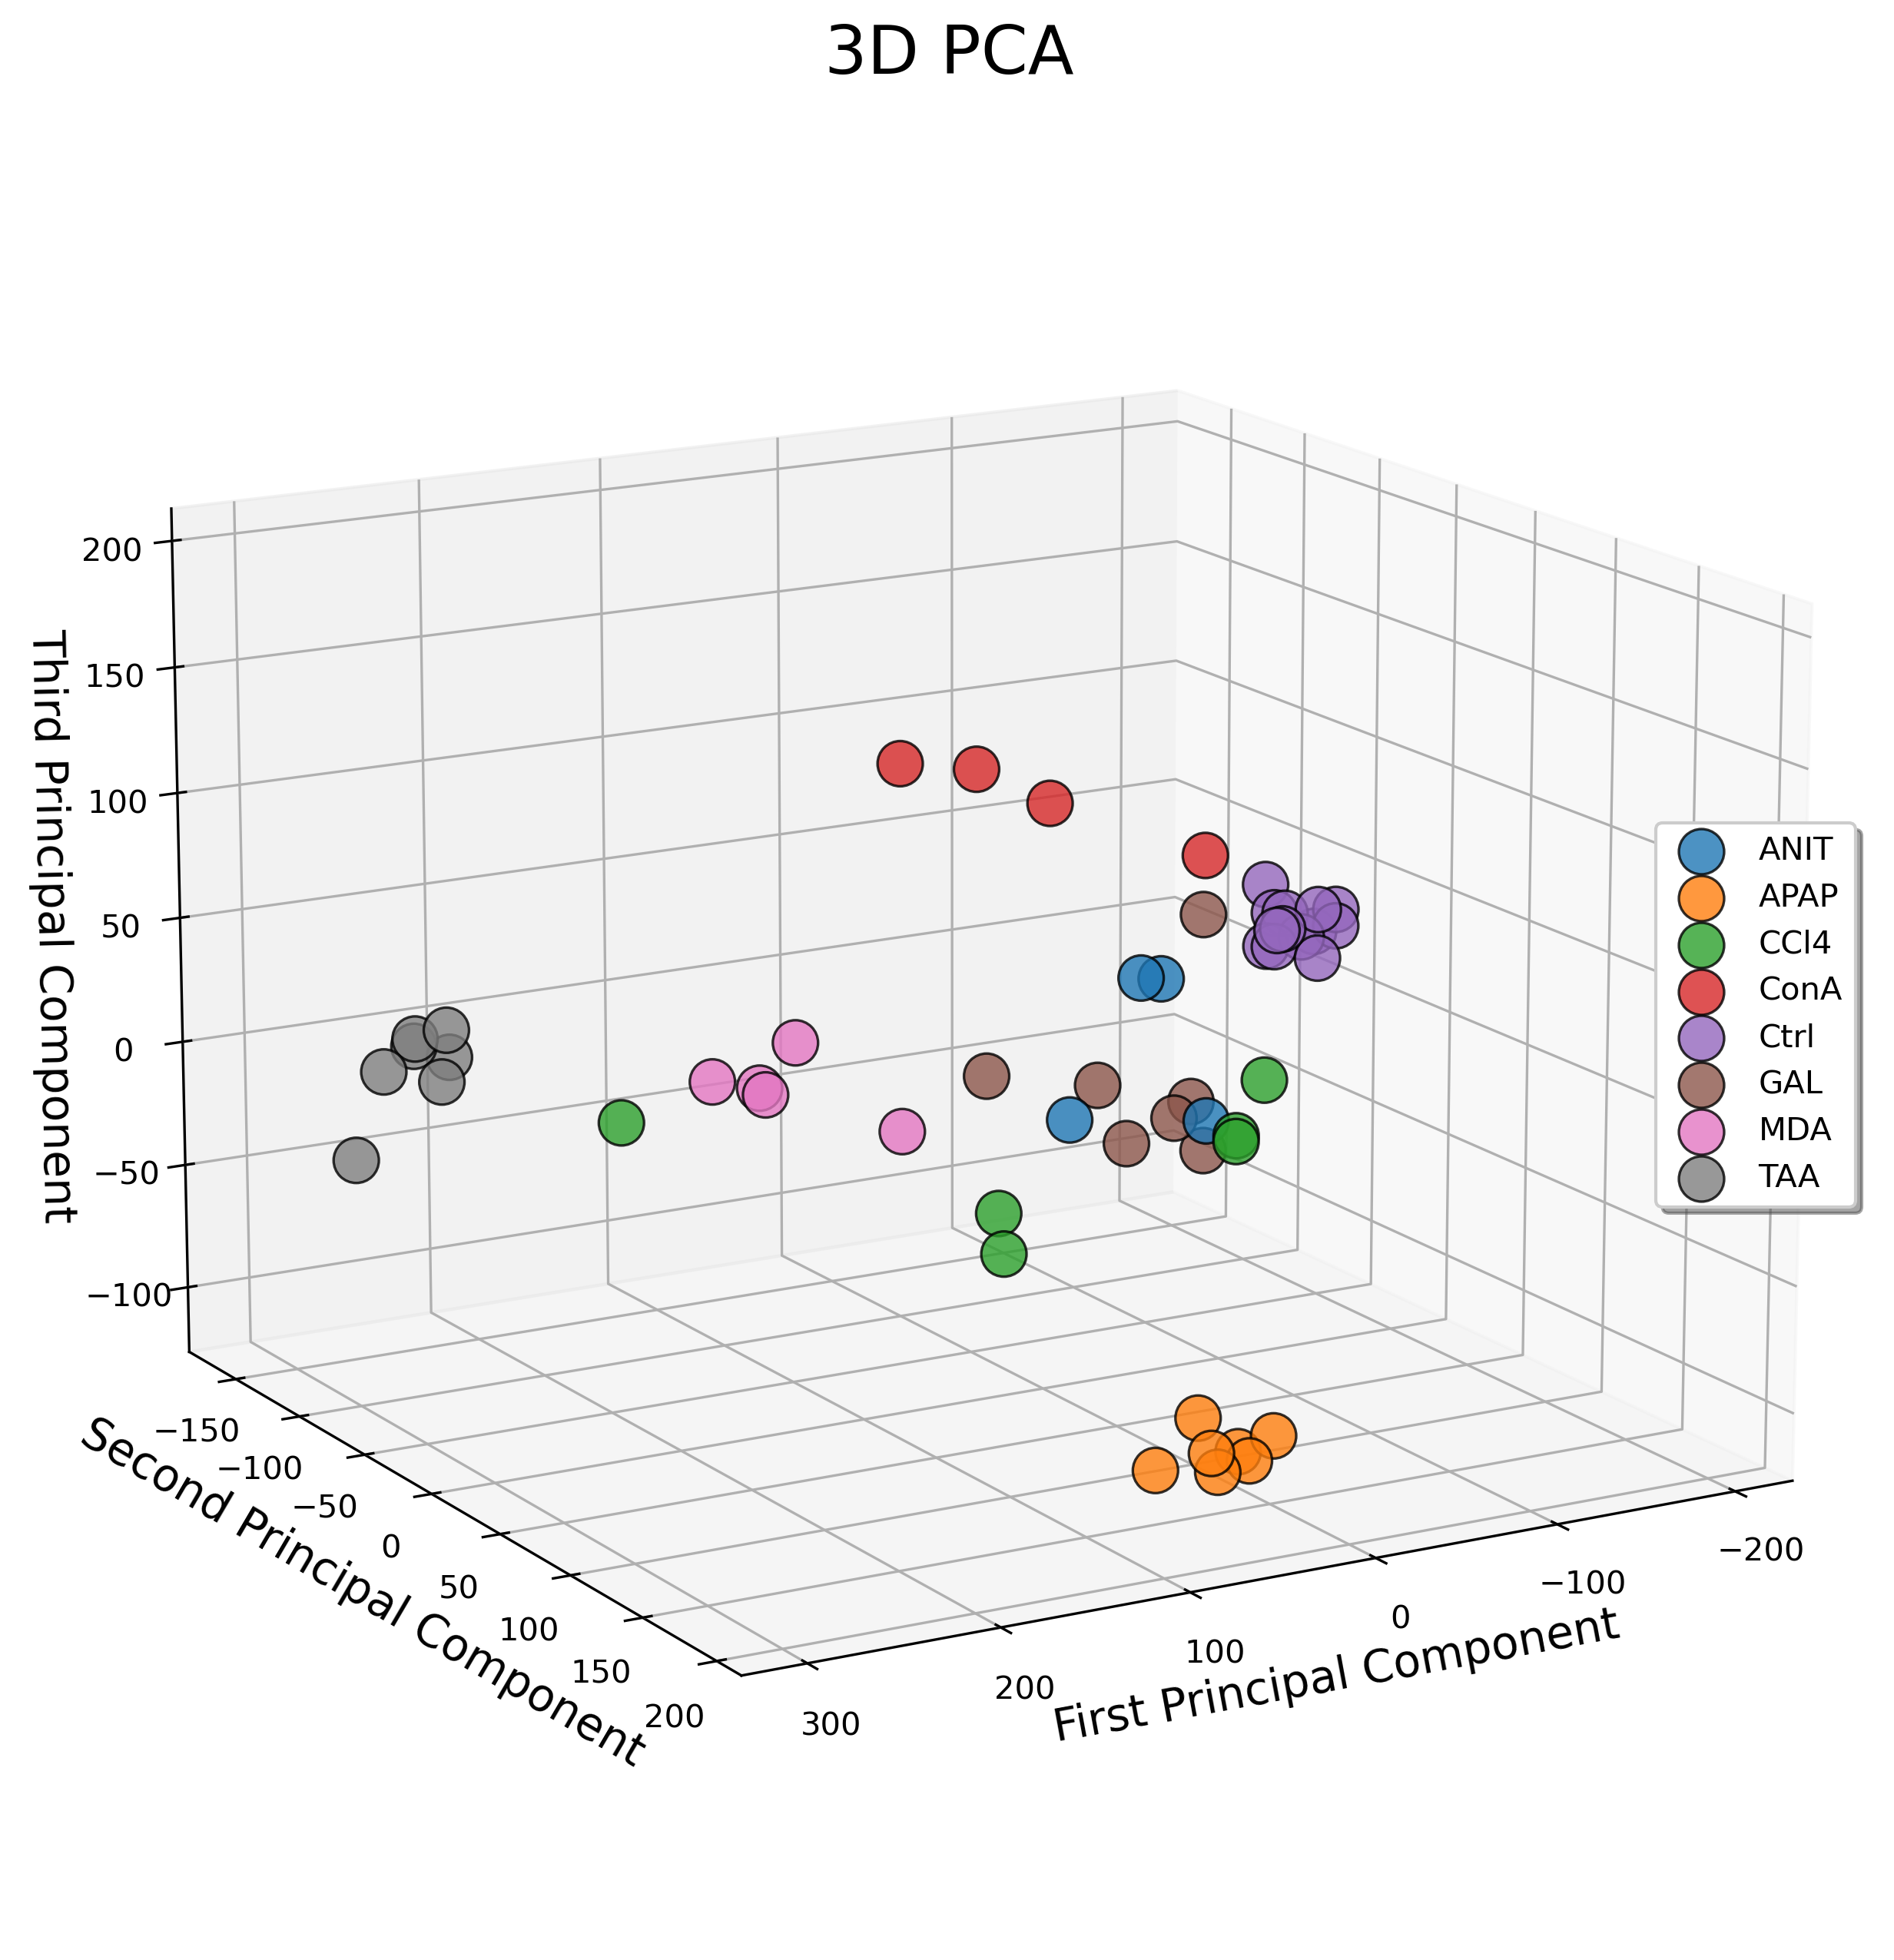 3D PCA
Third Principal Component
200
150
100
50
0
−50
−100
Second Principal Component
−150
−100
−50
0
50
100
150
200
First Principal Component
300
200
100
0
−100
−200
ANIT
APAP
CCl4
ConA
Ctrl
GAL
MDA
TAA